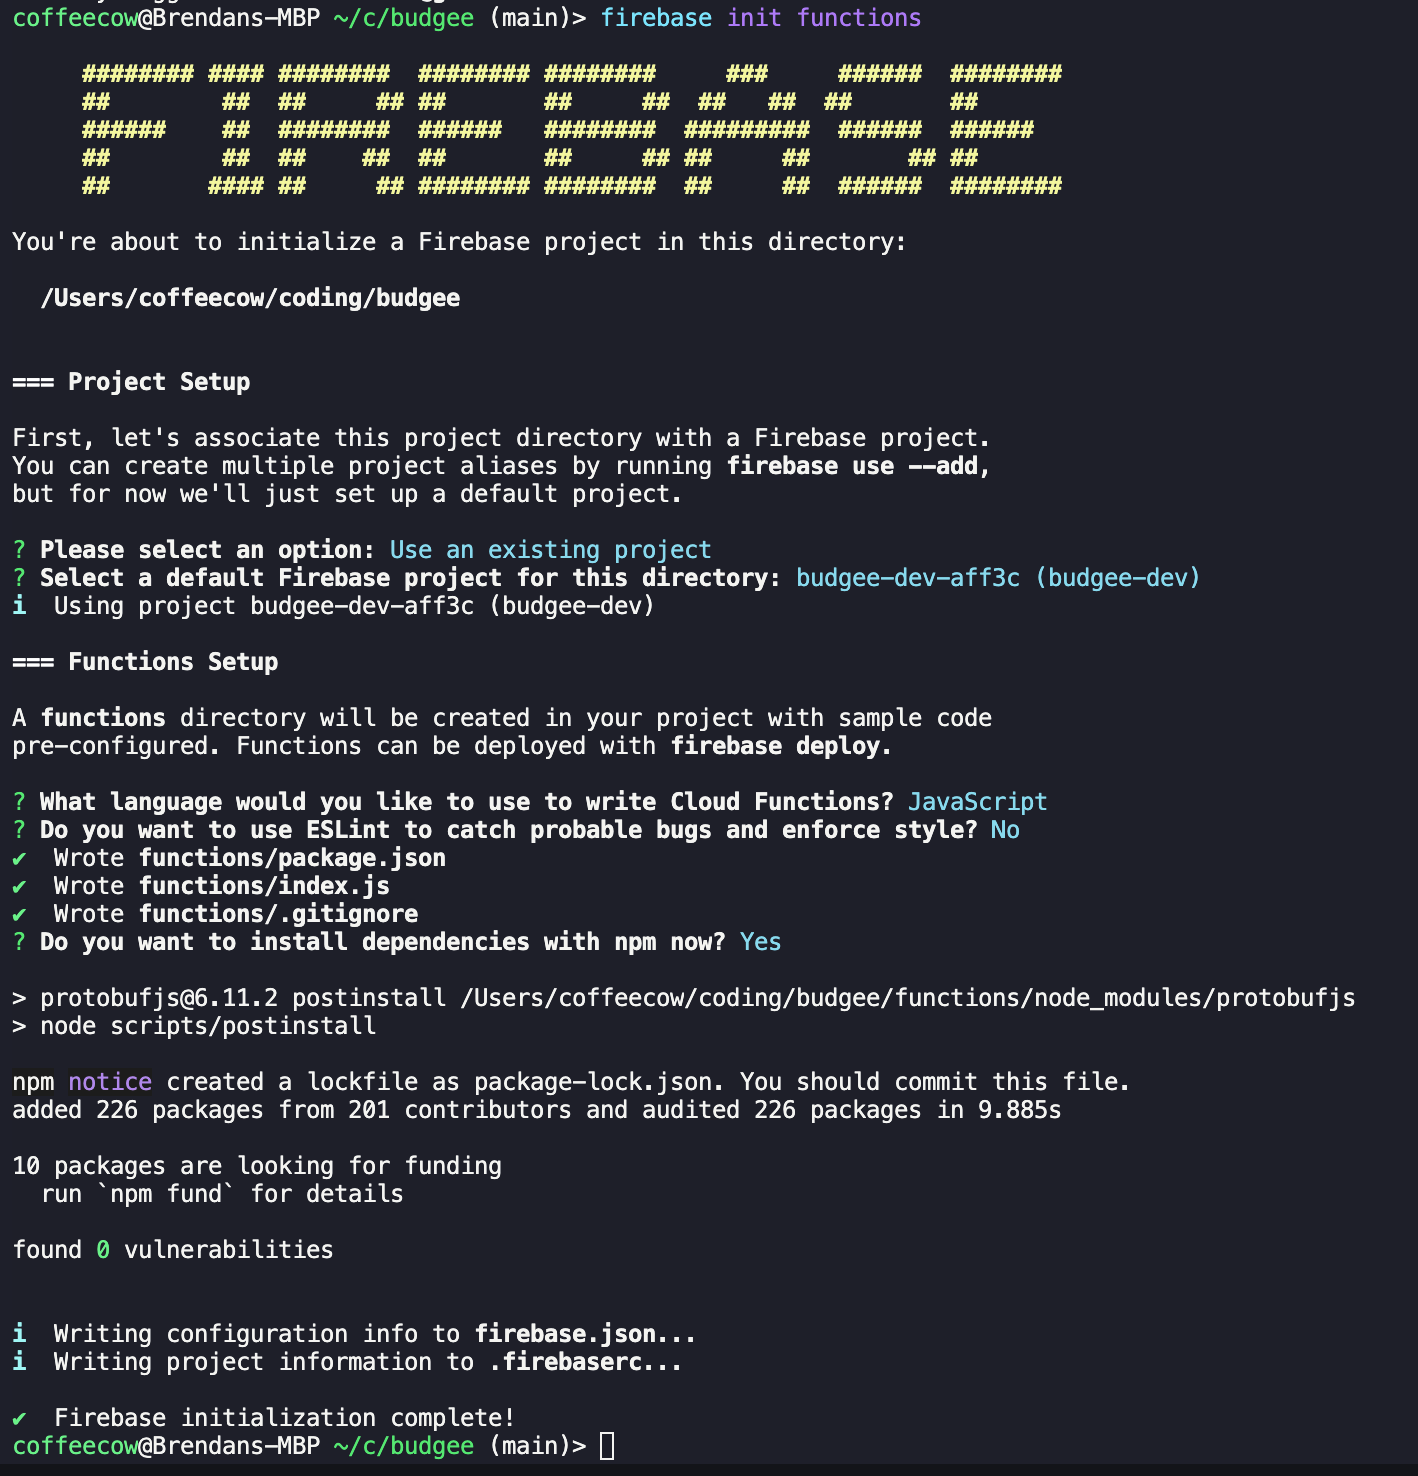 coffeecow@Brendans-MBP ~/c/budgee (main)> firebase init functions
     ######## #### ########  ######## ########     ###     ######  ########
     ##        ##  ##     ## ##       ##     ##  ##   ##  ##       ##
     ######    ##  ########  ######   ########  #########  ######  ######
     ##        ##  ##    ##  ##       ##     ## ##     ##       ## ##
     ##       #### ##     ## ######## ########  ##     ##  ######  ########
You're about to initialize a Firebase project in this directory:
  /Users/coffeecow/coding/budgee
=== Project Setup
First, let's associate this project directory with a Firebase project.
You can create multiple project aliases by running firebase use --add,
but for now we'll just set up a default project.
? Please select an option: Use an existing project
? Select a default Firebase project for this directory: budgee-dev-aff3c (budgee-dev)
i  Using project budgee-dev-aff3c (budgee-dev)
=== Functions Setup
A functions directory will be created in your project with sample code
pre-configured. Functions can be deployed with firebase deploy.
? What language would you like to use to write Cloud Functions? JavaScript
? Do you want to use ESLint to catch probable bugs and enforce style? No
✔  Wrote functions/package.json
✔  Wrote functions/index.js
✔  Wrote functions/.gitignore
? Do you want to install dependencies with npm now? Yes
> protobufjs@6.11.2 postinstall /Users/coffeecow/coding/budgee/functions/node_modules/protobufjs
> node scripts/postinstall
npm notice created a lockfile as package-lock.json. You should commit this file.
added 226 packages from 201 contributors and audited 226 packages in 9.885s
10 packages are looking for funding
  run `npm fund` for details
found 0 vulnerabilities
i  Writing configuration info to firebase.json...
i  Writing project information to .firebaserc...
✔  Firebase initialization complete!
coffeecow@Brendans-MBP ~/c/budgee (main)>